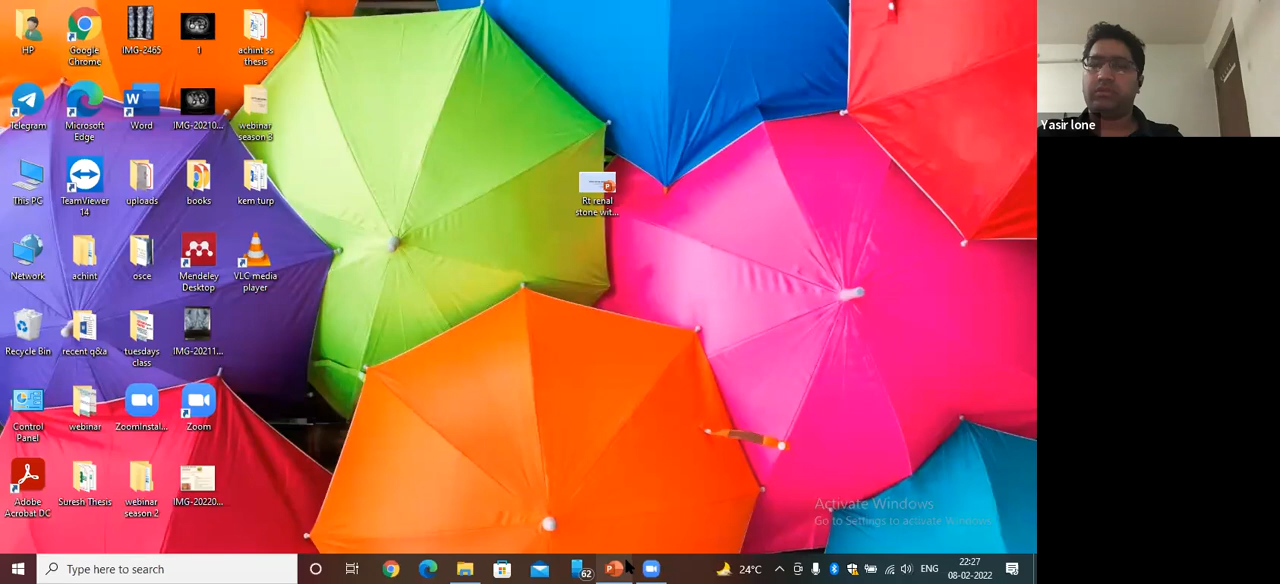 HP
Google
Chrome
IMG-2465
1
achint ss
thesis
Telegram
Microsoft
Edge
Word
IMG-20210...
webinar
season 3
This PC
TeamViewer
14
uploads
books
kem turp
Rt renal
stone wit...
Network
achint
osce
Mendeley
Desktop
VLC media
player
Recycle Bin
recent q&a
tuesdays
class
IMG-20211...
Control
Panel
webinar
ZoomInstal...
Zoom
Adobe
Acrobat DC
Suresh Thesis
webinar
season 2
IMG-20220...
Activate Windows
Go to Settings to activate Windows.
Type here to search
62
24°C
ENG
22:27
08-02-2022
Yasir lone